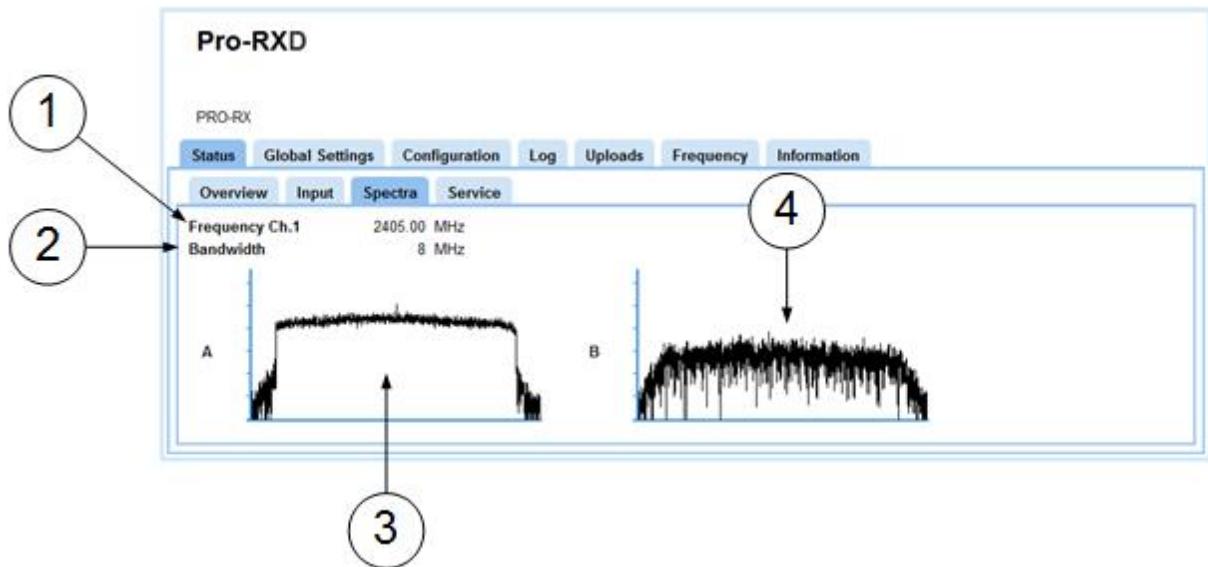 Pro-RXD
PRO-RX
Status Global Settings Configuration Log Uploads Frequency Information
Overview Input Spectra Service
1 Frequency Ch.1 2405.00 MHz
2 Bandwidth 8 MHz
4
A
B
3